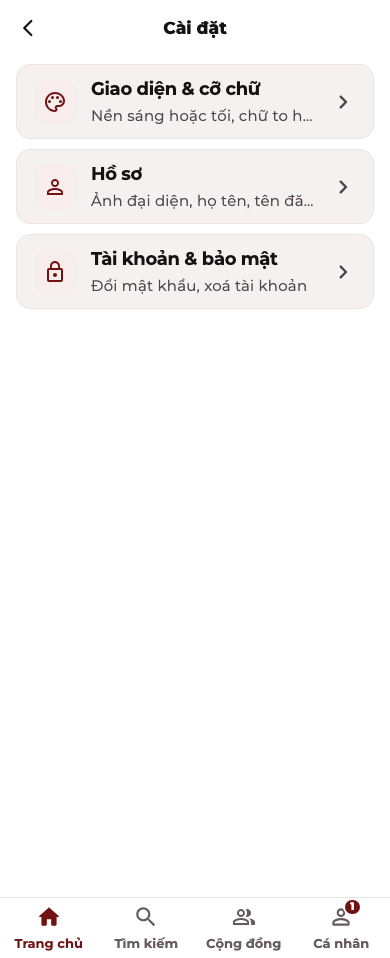 Cài đặt
Giao diện & cỡ chữ
Nền sáng hoặc tối, chữ to h...
Hồ sơ
Ảnh đại diện, họ tên, tên đă...
Tài khoản & bảo mật
Đổi mật khẩu, xoá tài khoản
1
Trang chủ
Tìm kiếm
Cộng đồng
Cá nhân